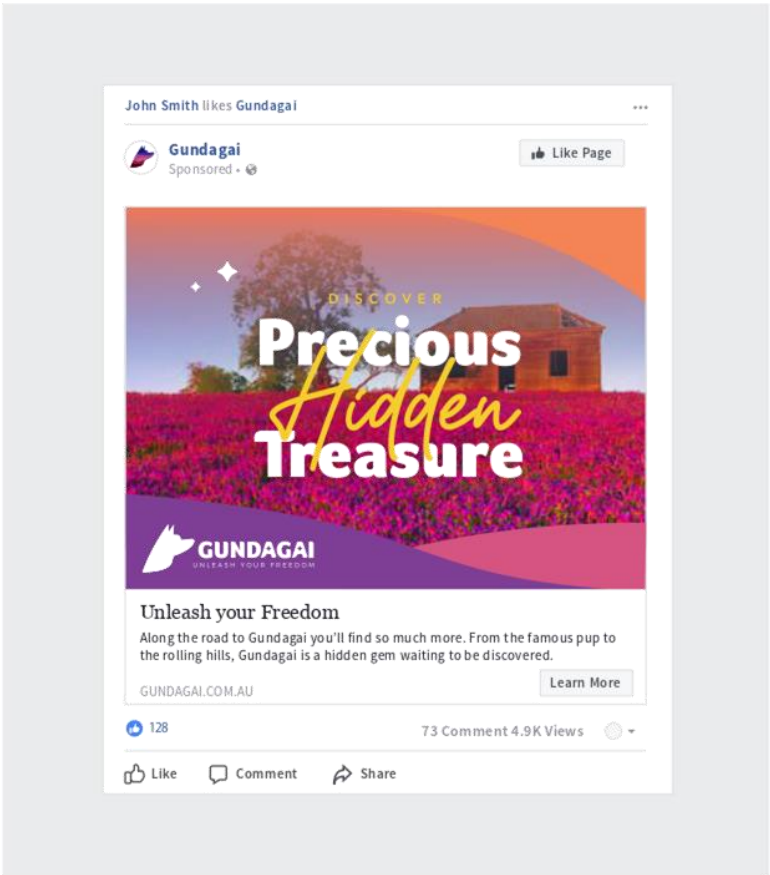 John Smith likes Gundagai
Gundagai
Sponsored •
Like Page
DISCOVER
Precious
Hidden
Treasure
GUNDAGAI
UNLEASH YOUR FREEDOM
Unleash your Freedom
Along the road to Gundagai you'll find so much more. From the famous pup to
the rolling hills, Gundagai is a hidden gem waiting to be discovered.
Learn More
GUNDAGAI.COM.AU
128
73 Comment 4.9K Views
Like Comment Share